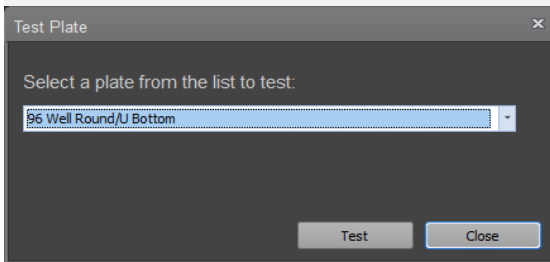 Test Plate
Select a plate from the list to test:
96 Well Round/U Bottom
Test Close